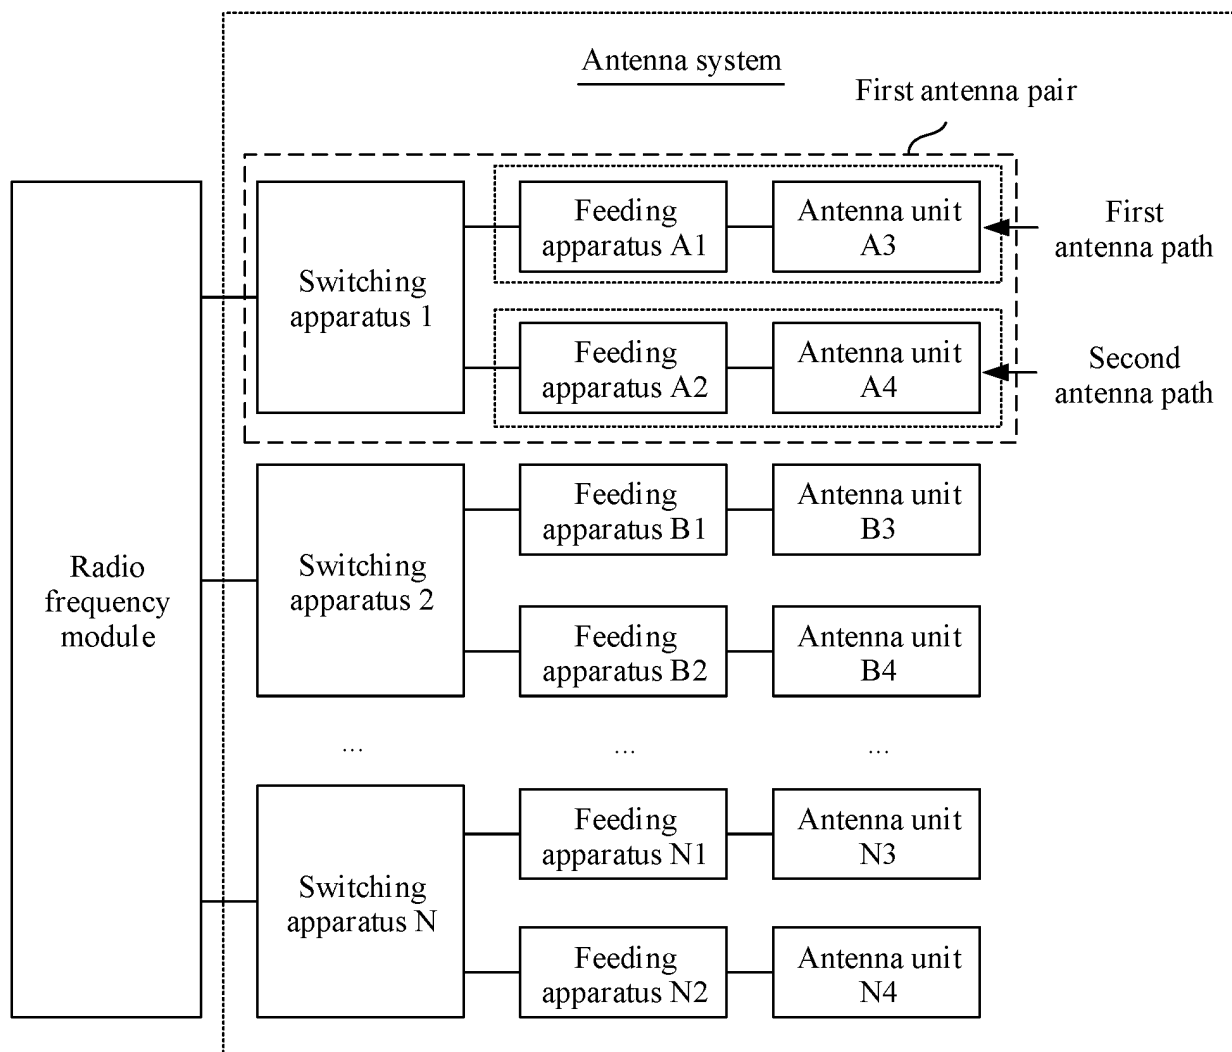 Antenna system
First antenna pair
Feeding
apparatus A1
Antenna unit
A3
First
antenna path
Switching
apparatus 1
Feeding
apparatus A2
Antenna unit
A4
Second
antenna path
Radio
frequency
module
Switching
apparatus 2
Feeding
apparatus B1
Antenna unit
B3
Feeding
apparatus B2
Antenna unit
B4
...
...
...
Switching
apparatus N
Feeding
apparatus N1
Antenna unit
N3
Feeding
apparatus N2
Antenna unit
N4